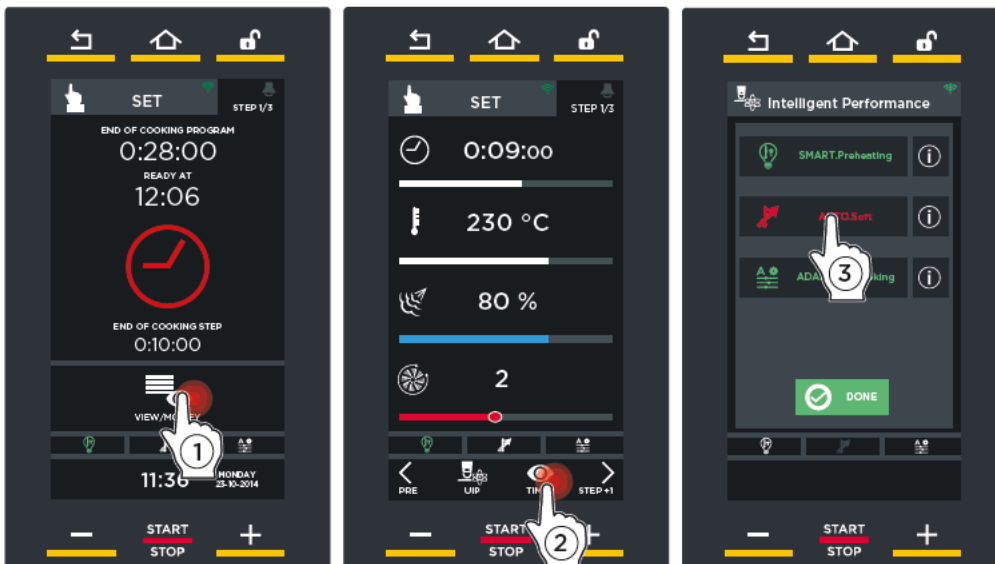 SET
STEP 1/3
END OF COOKING PROGRAM
0:28:00
READY AT
12:06
END OF COOKING STEP
0:10:00
1
11:36
MONDAY
23-10-2014
START
STOP
SET
STEP 1/3
0:09:00
230 °C
80 %
2
PRE
UIP
STEP +1
START
STOP
2
Intelligent Performance
SMART.Preheating
i
i
3
i
DONE
START
STOP